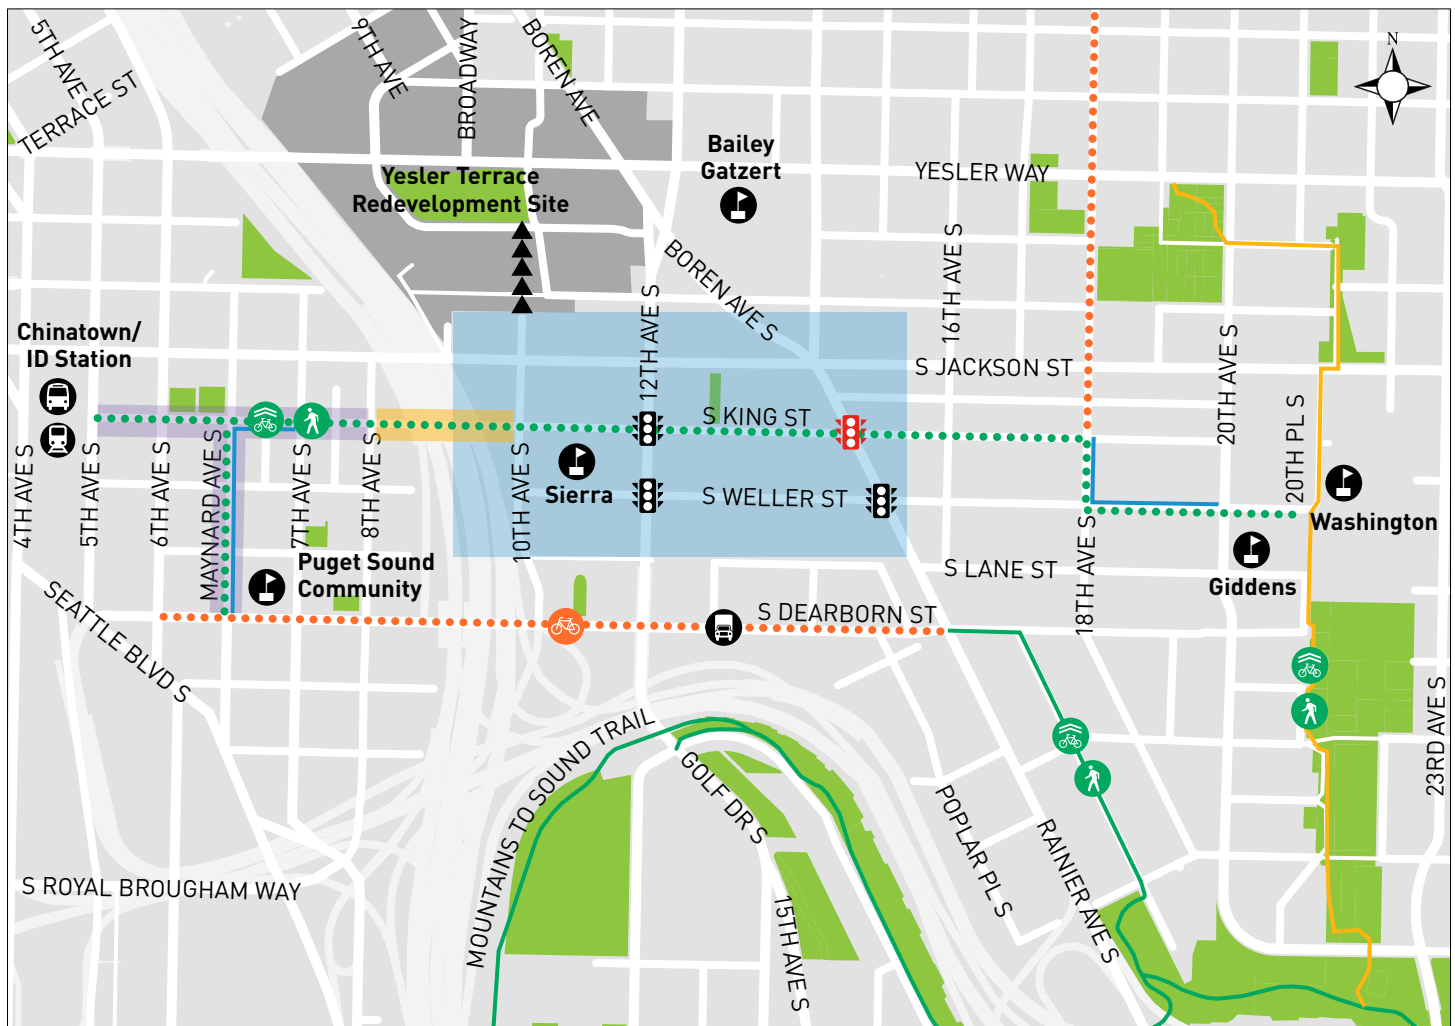 5TH AVE
TERRACE ST
9TH AVE
BROADWAY
BOREN AVE
N
Bailey
Gatzert
YESLER WAY
Yesler Terrace
Redevelopment Site
BOREN AVE S
16TH AVE S
12TH AVE S
Chinatown/
ID Station
S JACKSON ST
20TH AVE S
20TH PL S
S KING ST
4TH AVE S
5TH AVE S
6TH AVE S
MAYNARD AVE S
7TH AVE S
8TH AVE S
10TH AVE S
Sierra
S WELLER ST
Washington
18TH AVE S
Giddens
Puget Sound
Community
S LANE ST
S DEARBORN ST
SEATTLE BLVD S
MOUNTAINS TO SOUND TRAIL
GOLF DR S
23RD AVE S
POPLAR PL S
RAINIER AVE S
S ROYAL BROUGHAM WAY
15TH AVE S